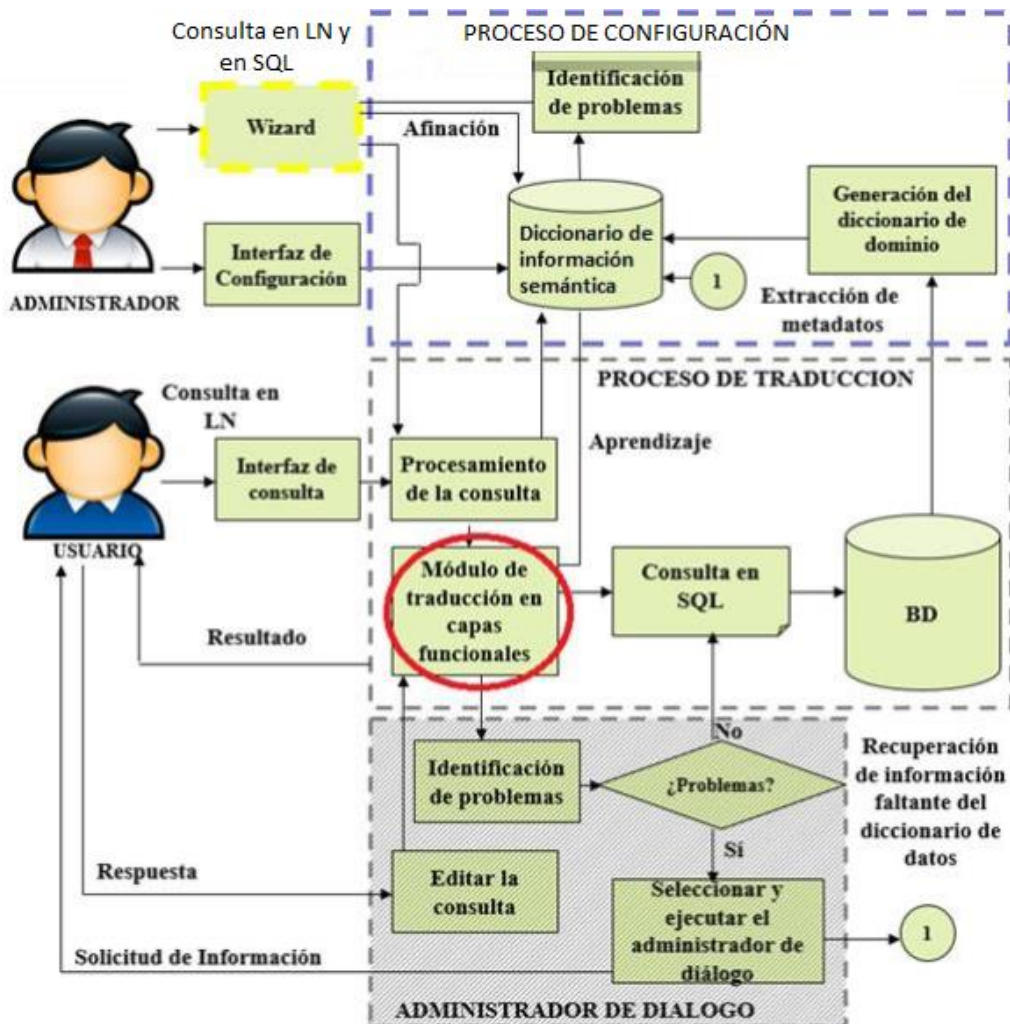 Consulta en LN y
en SQL
PROCESO DE CONFIGURACIÓN
Wizard
Afinación
Identificación
de problemas
Generación del
diccionario de
dominio
Diccionario de
información
semántica
Interfaz de
Configuración
1
Extracción de
metadatos
ADMINISTRADOR
PROCESO DE TRADUCCION
Consulta en
LN
Aprendizaje
Interfaz de
consulta
Procesamiento
de la consulta
USUARIO
Módulo de
traducción en
capas
funcionales
Consulta en
SQL
BD
Resultado
No
Identificación
de problemas
¿Problemas?
Recuperación
de información
faltante del
diccionario de
datos
Sí
Respuesta
Editar la
consulta
Seleccionar y
ejecutar el
administrador de
diálogo
1
Solicitud de Información
ADMINISTRADOR DE DIALOGO